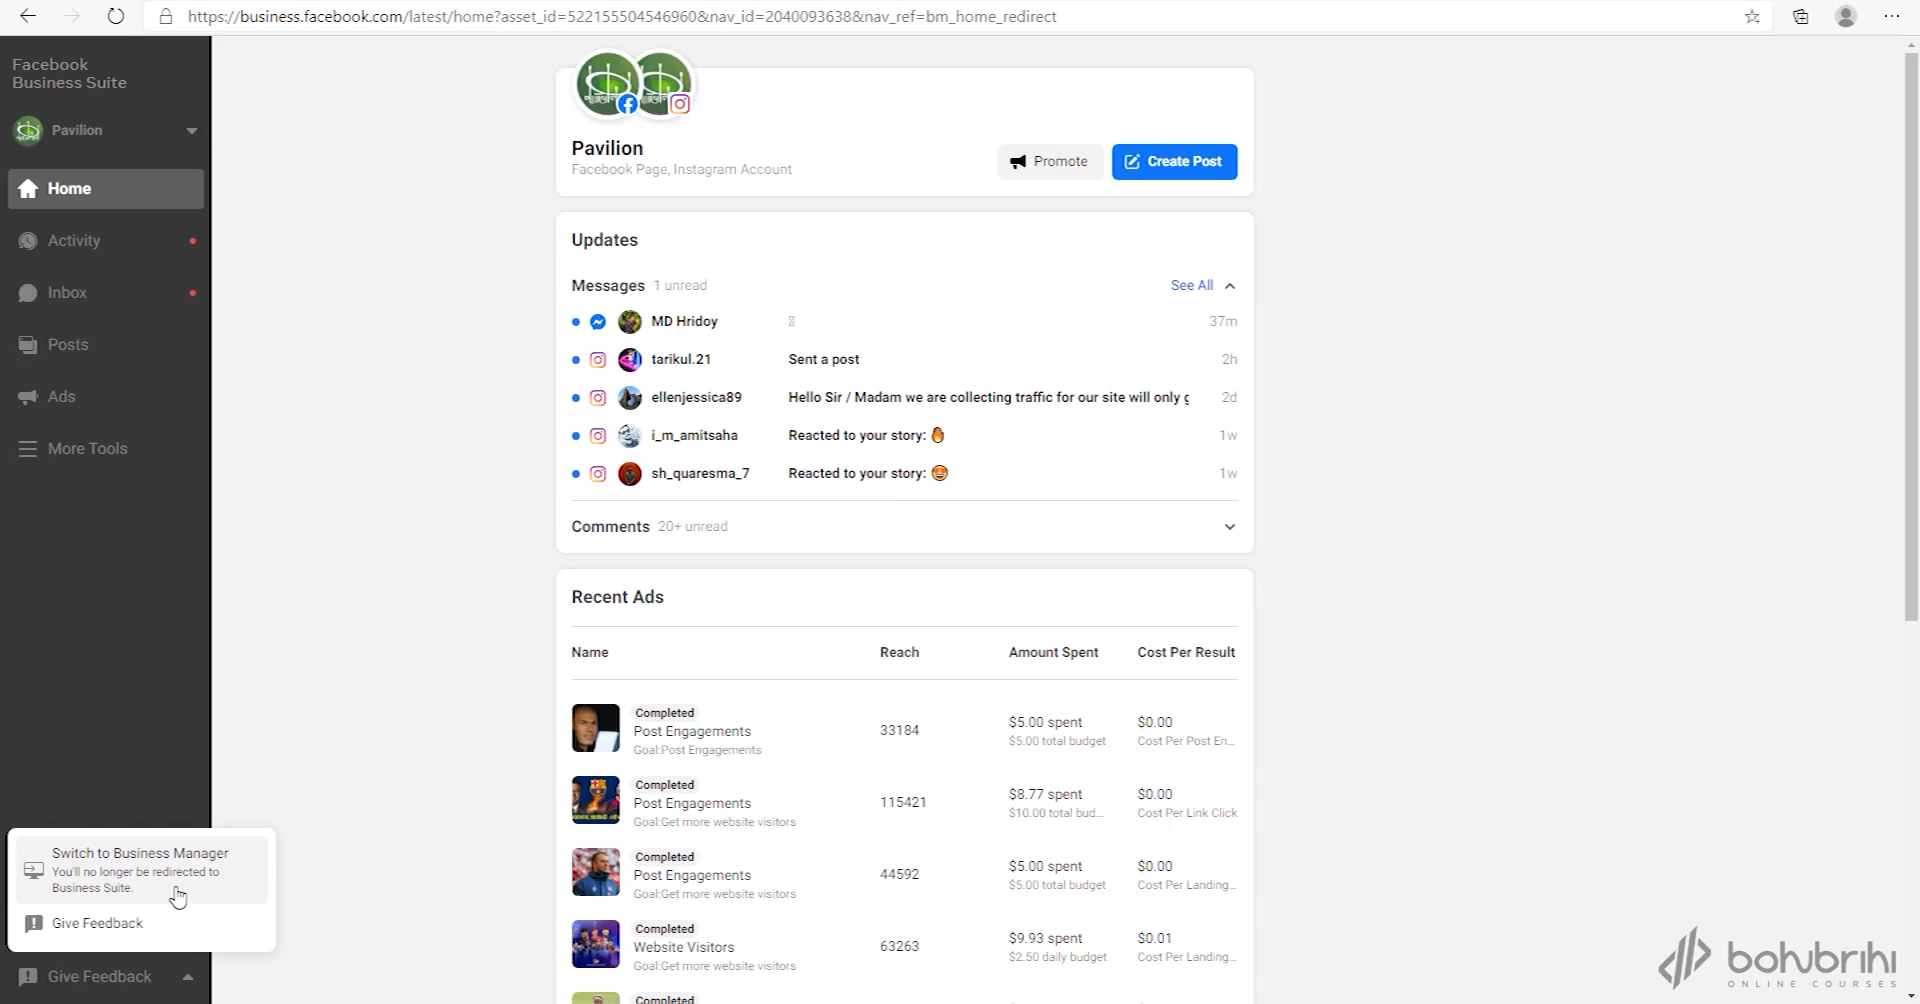 https://business.facebook.com/latest/home?asset_id=522155504546960&nav_id=2040093638&nav_ref=bm_home_redirect
Facebook
Business Suite
Pavilion
Home
Activity
Inbox
Posts
Ads
More Tools
Switch to Business Manager
You'll no longer be redirected to
Business Suite.
Give Feedback
Give Feedback
Pavilion
Facebook Page, Instagram Account
Promote
Create Post
Updates
Messages 1 unread See All
MD Hridoy 37m
tarikul.21 Sent a post 2h
ellenjessica89 Hello Sir / Madam we are collecting traffic for our site will only 2d
i_m_amitsaha Reacted to your story: 🔥 1w
sh_quaresma_7 Reacted to your story: 🤩 1w
Comments 20+ unread
Recent Ads
Name Reach Amount Spent Cost Per Result
Completed
Post Engagements 33184 $5.00 spent $0.00
Goal:Post Engagements $5.00 total budget Cost Per Post En...
Completed
Post Engagements 115421 $8.77 spent $0.00
Goal:Get more website visitors $10.00 total bud... Cost Per Link Click
Completed
Post Engagements 44592 $5.00 spent $0.00
Goal:Get more website visitors $5.00 total budget Cost Per Landing...
Completed
Website Visitors 63263 $9.93 spent $0.01
Goal:Get more website visitors $2.50 daily budget Cost Per Landing...
Completed
bohubrihi
ONLINE COURSES